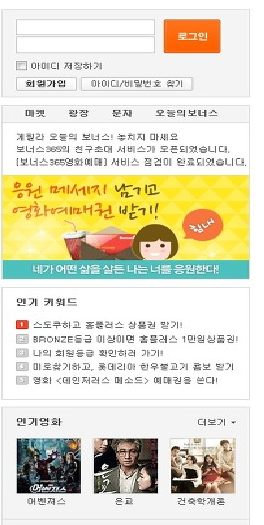 로그인
아이디 저장하기
회원가입 아이디/비밀번호 찾기
마켓 광장 문자 오늘의보너스
게릴라 오늘의 보너스! 놓치지 마세요
보너스365의 친구초대 서비스가 오픈되었습니다.
[보너스365영화예매] 서비스 점검이 완료되었습니다.
응원 메세지 남기고
영화예매권 받기!
힘내
네가 어떤 삶을 살든 나는 너를 응원한다!
인기 키워드
1 스도쿠하고 홈플러스 상품권 받기!
2 BRONZE등급 이상이면 홈플러스 1만원상품권!
3 나의 회원등급 확인하러 가기!
4 미로찾기하고, 롯데리아 한우불고기 콤보 받기
5 영화 <데인저러스 메소드> 예매권을 쏜다!
인기영화 더보기
어벤져스 은교 건축학개론